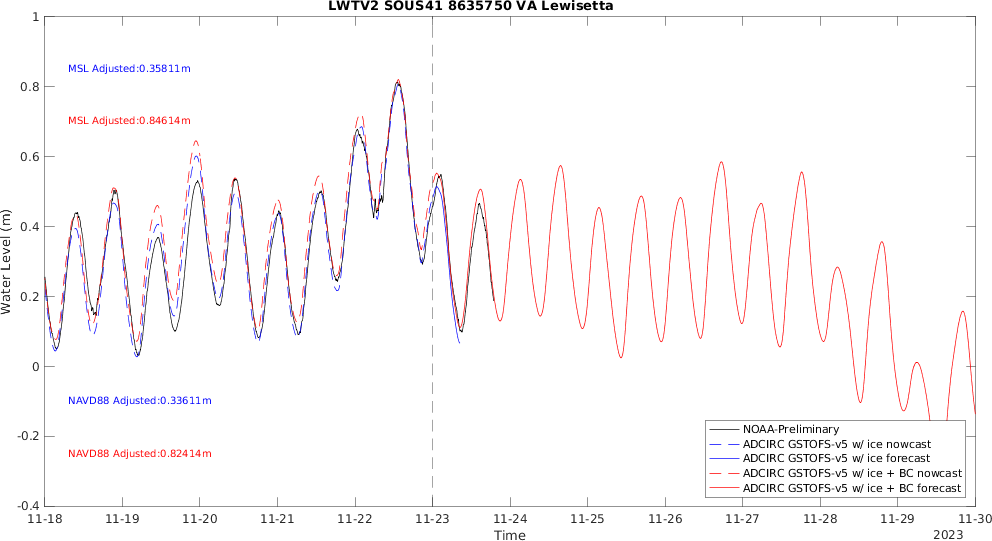 LWTV2 SOUS41 8635750 VA Lewisetta
1
0.8
0.6
0.4
0.2
0
-0.2
-0.4
Water Level (m)
MSL Adjusted:0.35811m
MSL Adjusted:0.84614m
NAVD88 Adjusted:0.33611m
NAVD88 Adjusted:0.82414m
NOAA-Preliminary
ADCIRC GSTOFS-v5 w/ ice nowcast
ADCIRC GSTOFS-v5 w/ ice forecast
ADCIRC GSTOFS-v5 w/ ice + BC nowcast
ADCIRC GSTOFS-v5 w/ ice + BC forecast
11-18 11-19 11-20 11-21 11-22 11-23 11-24 11-25 11-26 11-27 11-28 11-29 11-30
Time
2023